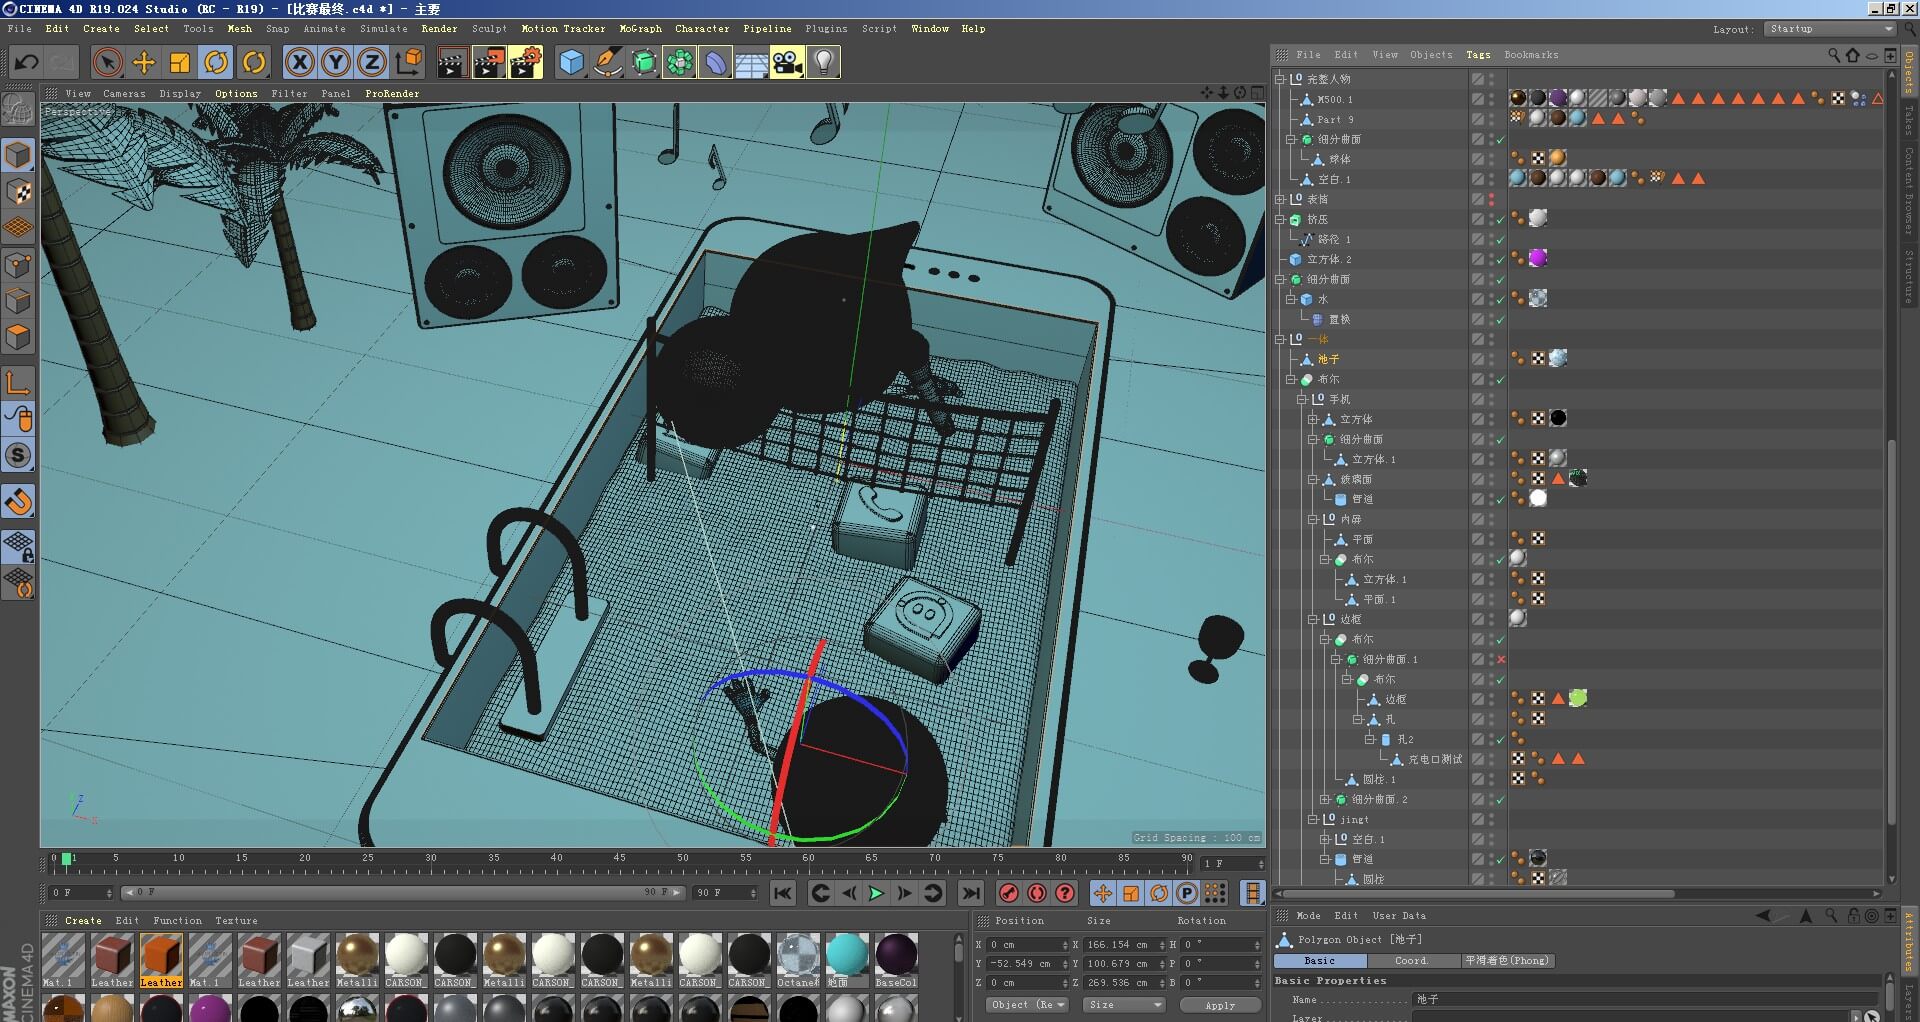 CINEMA 4D R19.024 Studio (RC - R19) - [比赛最终.c4d *] - 主要
File Edit Create Select Tools Mesh Snap Animate Simulate Render Sculpt Motion Tracker MoGraph Character Pipeline Plugins Script Window Help
Layout: Startup
File Edit View Objects Tags Bookmarks
View Cameras Display Options Filter Panel ProRender
Perspective
Grid Spacing : 100 cm
完整人物
M500.1
Part 9
细分曲面
球体
空白.1
表简
挤压
路径 1
立方体.2
细分曲面
水
置换
一体
池子
布尔
手机
立方体
细分曲面
立方体.1
玻璃面
管道
内屏
平面
布尔
立方体.1
平面.1
边框
布尔
细分曲面.1
布尔
边框
孔
孔2
充电口测试
圆柱.1
细分曲面.2
jingt
空白.1
管道
圆柱
Objects
Takes
Content Browser
Structure
0 1 5 10 15 20 25 30 35 40 45 50 55 60 65 70 75 80 85 90
1 F
0 F
0 F
90 F
90 F
Create Edit Function Texture
Mat.1 Leather Leather Mat.1 Leather Leather Metalli CARSON_ CARSON_ Metalli CARSON_ CARSON_ Metalli CARSON_ CARSON_ 地面 BaseCol
Position Size Rotation
X 0 cm X 166.154 cm H 0 °
Y -52.549 cm Y 100.679 cm P 0 °
Z 0 cm Z 269.536 cm B 0 °
Object (Re Size Apply
Mode Edit User Data
Polygon Object [池子]
Basic Coord. 平滑着色(Phong)
Basic Properties
Name 池子
Layer
Attributes
Layers
MAXON
CINEMA4D